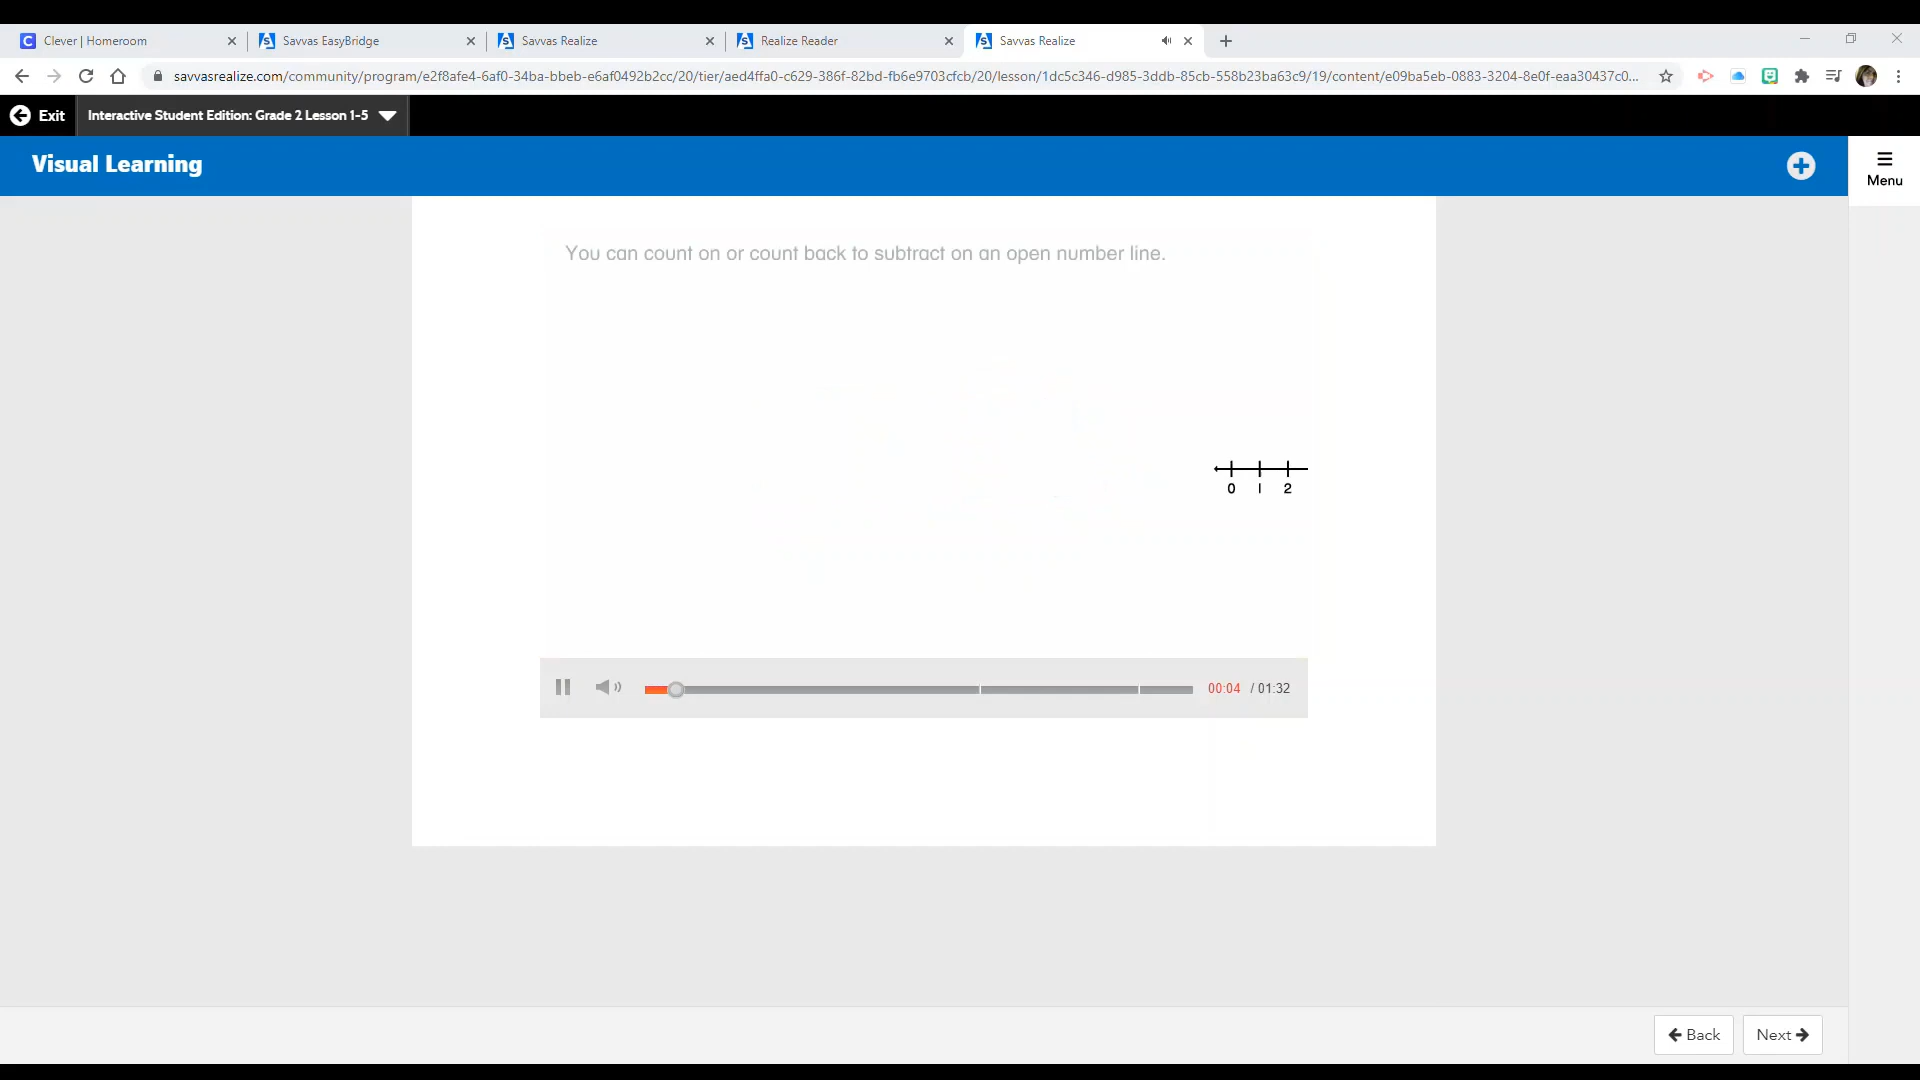 Clever | Homeroom
Savvas EasyBridge
Savvas Realize
Realize Reader
Savvas Realize
savvasrealize.com/community/program/e2f8afe4-6af0-34ba-bbeb-e6af0492b2cc/20/tier/aed4ffa0-c629-386f-82bd-fb6e9703cfcb/20/lesson/1dc5c346-d985-3ddb-85cb-558b23ba63c9/19/content/e09ba5eb-0883-3204-8e0f-eaa30437c0...
Exit
Interactive Student Edition: Grade 2 Lesson 1-5
Visual Learning
Menu
You can count on or count back to subtract on an open number line.
0 1 2
00:04 / 01:32
Back
Next